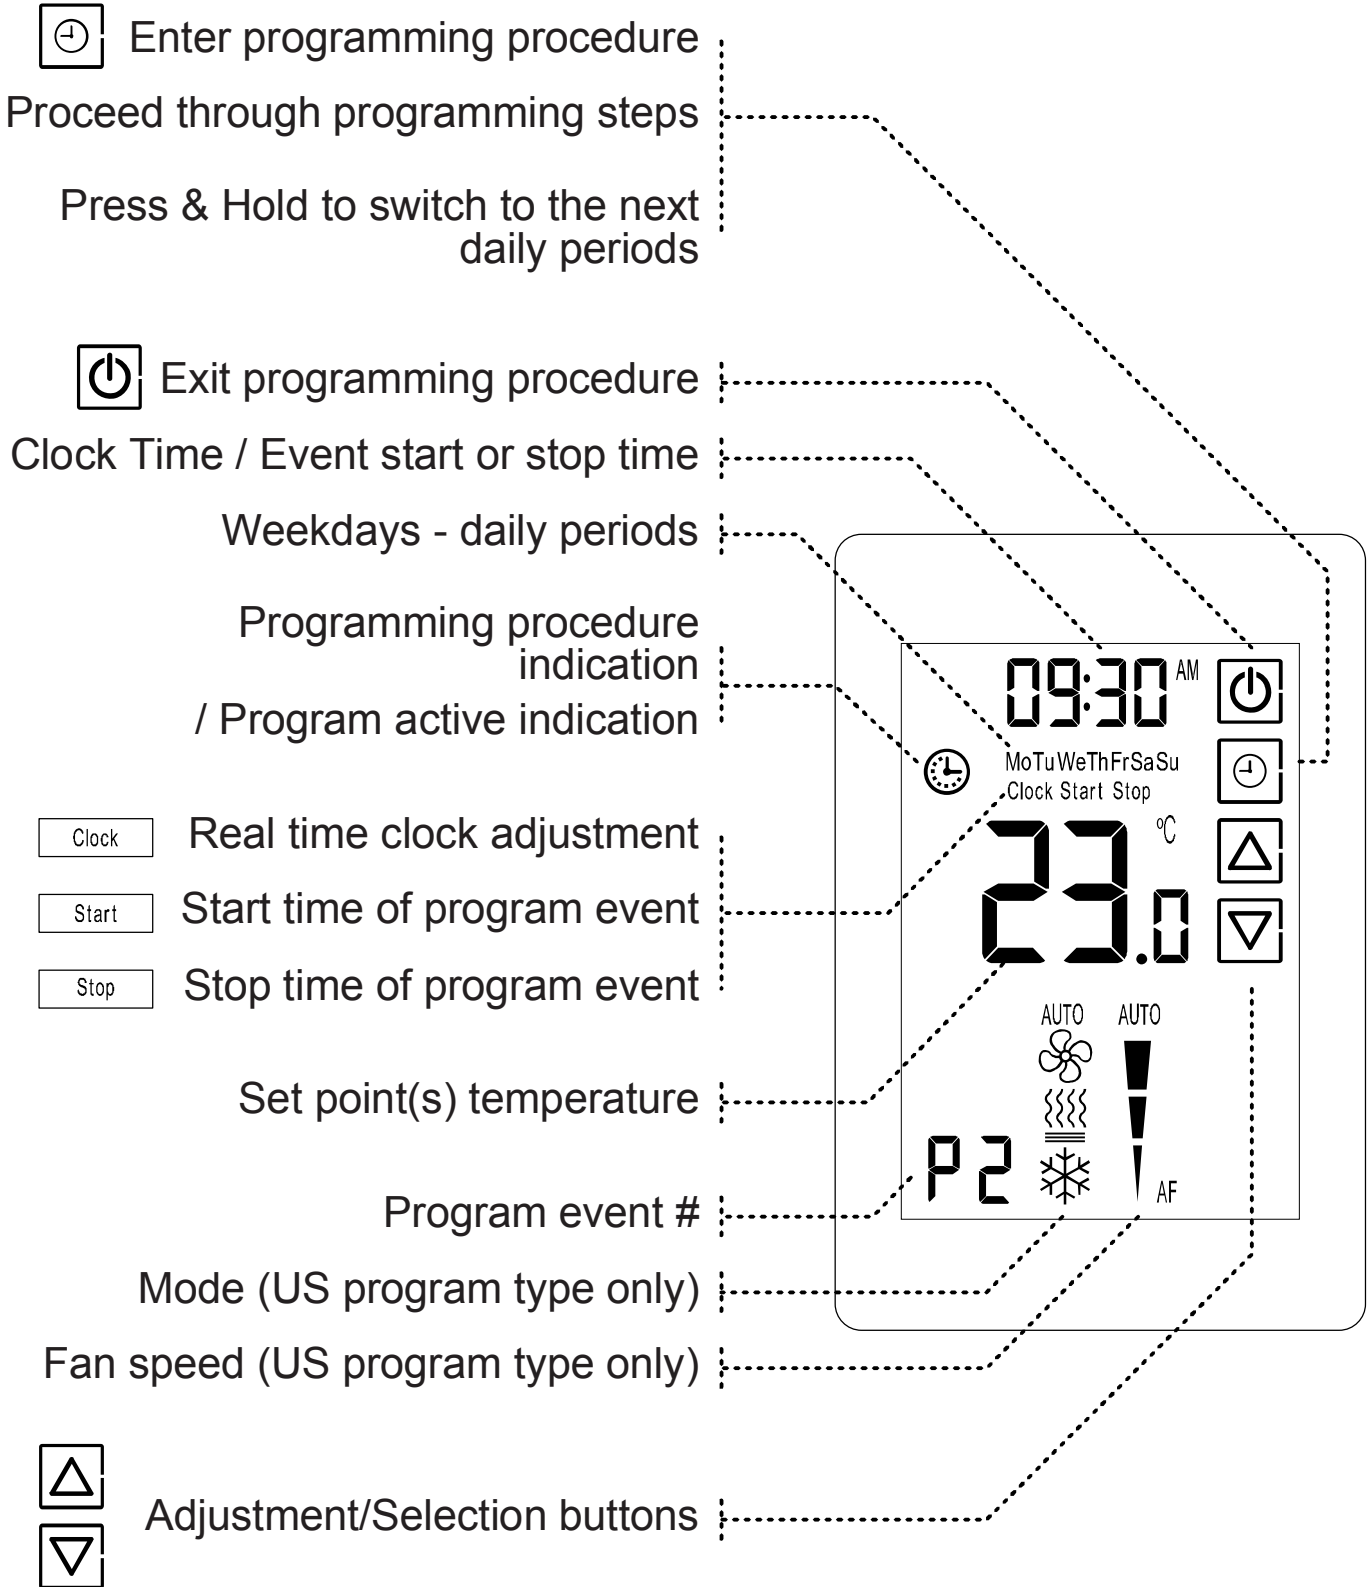 Enter programming procedure
Proceed through programming steps
Press & Hold to switch to the next
daily periods
Exit programming procedure
Clock Time / Event start or stop time
Weekdays - daily periods
Programming procedure
indication
/ Program active indication
Clock Real time clock adjustment
Start Start time of program event
Stop Stop time of program event
Set point(s) temperature
Program event #
Mode (US program type only)
Fan speed (US program type only)
Adjustment/Selection buttons
09:30 AM
MoTuWeThFrSaSu
Clock Start Stop
23.0 °C
AUTO AUTO
P2
AF